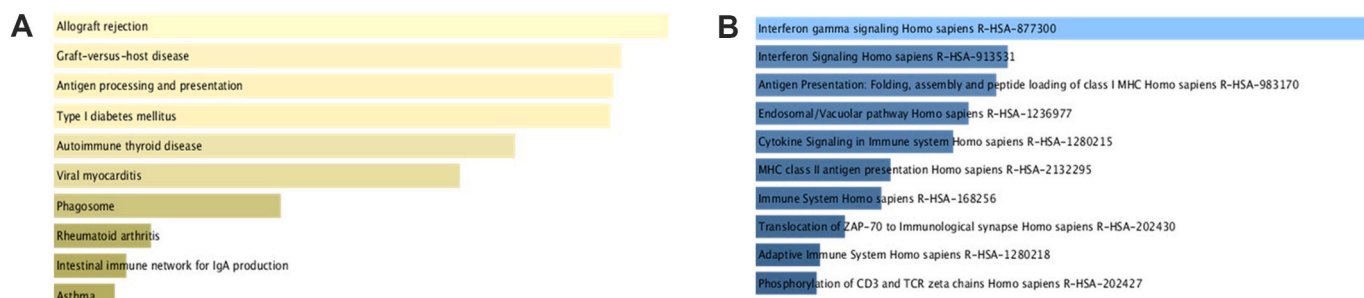 A
Allograft rejection
Graft-versus-host disease
Antigen processing and presentation
Type I diabetes mellitus
Autoimmune thyroid disease
Viral myocarditis
Phagosome
Rheumatoid arthritis
Intestinal immune network for IgA production
Asthma
B
Interferon gamma signaling Homo sapiens R-HSA-877300
Interferon Signaling Homo sapiens R-HSA-913531
Antigen Presentation: Folding, assembly and peptide loading of class I MHC Homo sapiens R-HSA-983170
Endosomal/Vacuolar pathway Homo sapiens R-HSA-1236977
Cytokine Signaling in Immune system Homo sapiens R-HSA-1280215
MHC class II antigen presentation Homo sapiens R-HSA-2132295
Immune System Homo sapiens R-HSA-168256
Translocation of ZAP-70 to Immunological synapse Homo sapiens R-HSA-202430
Adaptive Immune System Homo sapiens R-HSA-1280218
Phosphorylation of CD3 and TCR zeta chains Homo sapiens R-HSA-202427